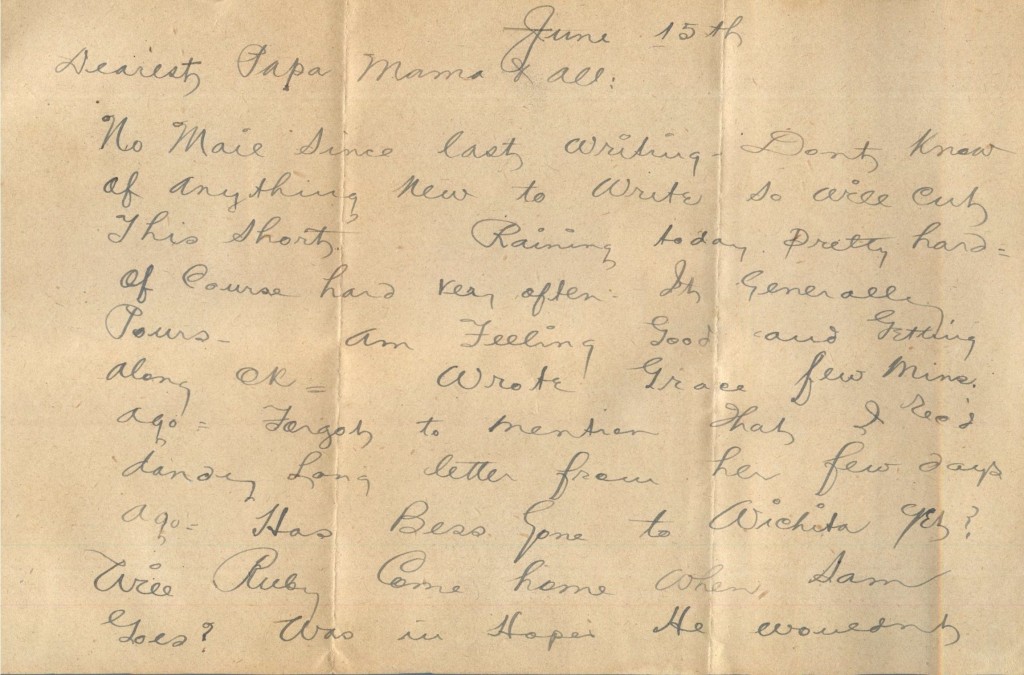 June 15th
Dearest Papa Mama & all:
No Mail Since last writing - Dont Know
of anything New to Write so will cut
This Short. Raining today. Pretty hard =
Of Course hard very often - It Generally
Pours - Am Feeling Good and Getting
along OK = Wrote Grace few Mins.
ago = Forgot to mention That I Rec'd
dandy Long letter from her few days
ago = Has Bess Gone to Wichita Yet?
Will Ruby Come home When Sam
Goes? Was in Hopes He wouldnt